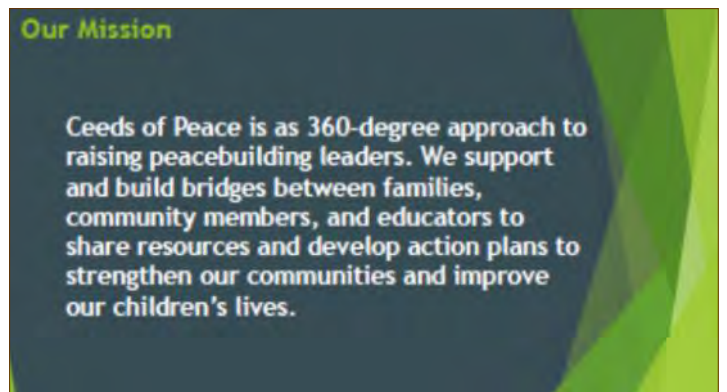 Our Mission
Ceeds of Peace is as 360-degree approach to
raising peacebuilding leaders. We support
and build bridges between families,
community members, and educators to
share resources and develop action plans to
strengthen our communities and improve
our children’s lives.